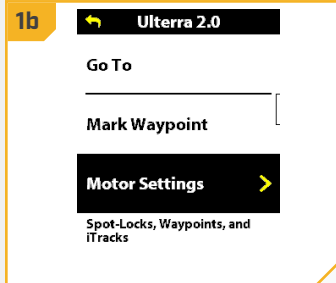 1b
Ulterra 2.0
Go To
Mark Waypoint
Motor Settings
Spot-Locks, Waypoints, and
iTracks